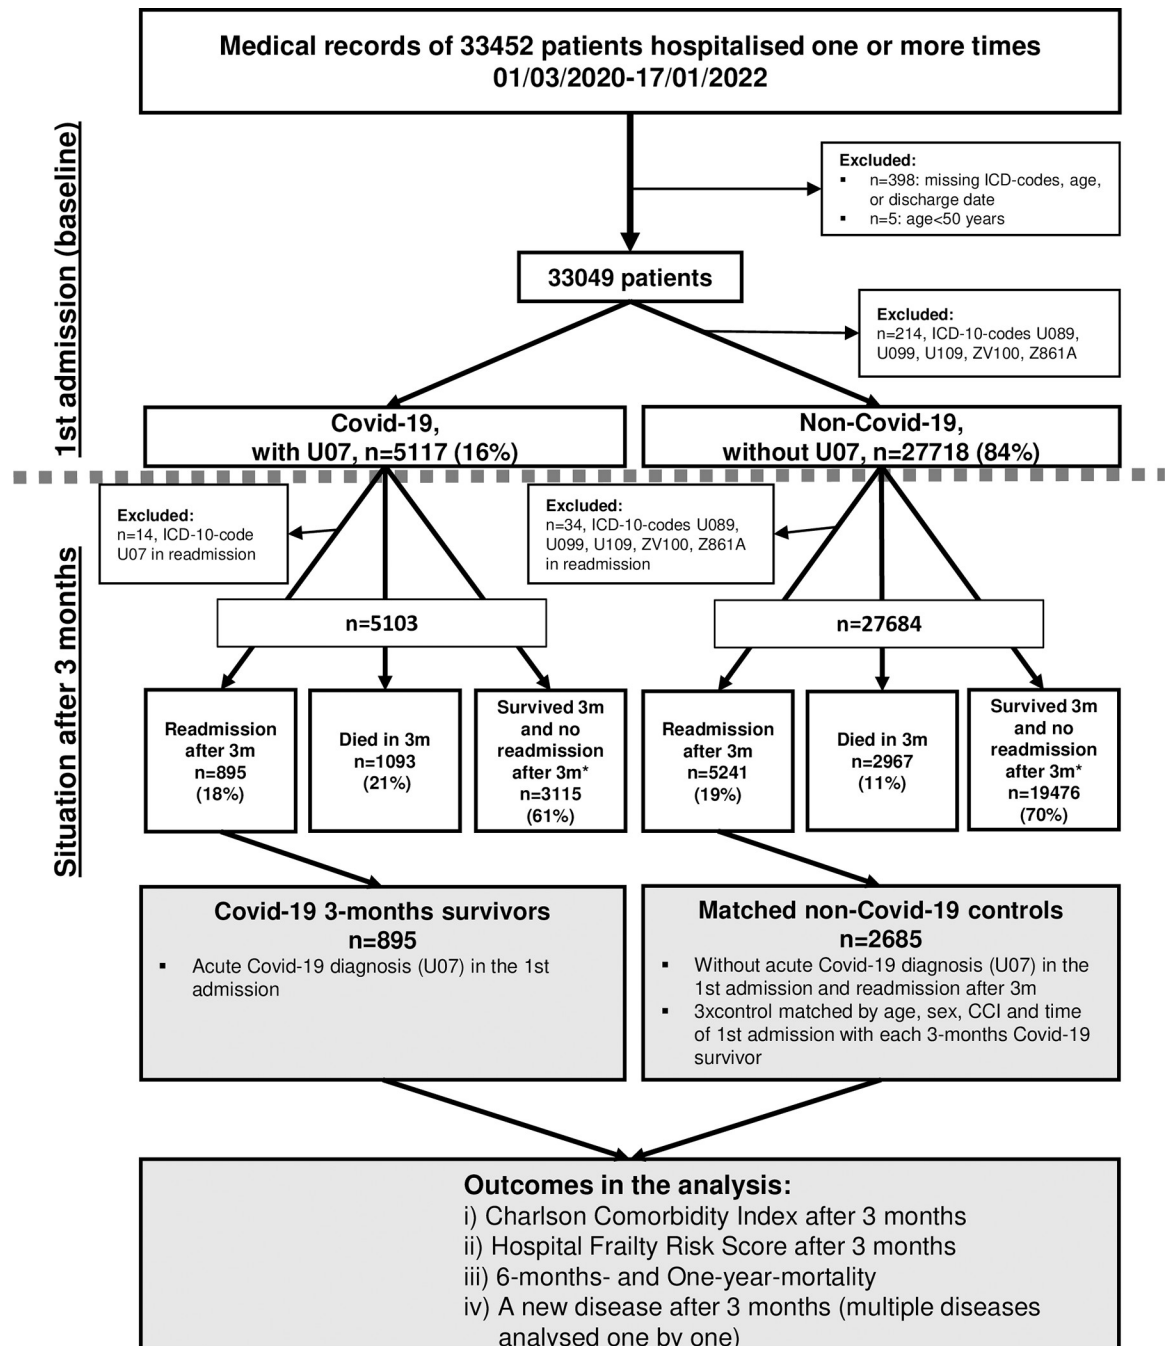 Medical records of 33452 patients hospitalised one or more times
01/03/2020-17/01/2022
1st admission (baseline)
Excluded:
▪ n=398: missing ICD-codes, age,
or discharge date
▪ n=5: age<50 years
33049 patients
Excluded:
n=214, ICD-10-codes U089,
U099, U109, ZV100, Z861A
Covid-19,
with U07, n=5117 (16%)
Non-Covid-19,
without U07, n=27718 (84%)
Situation after 3 months
Excluded:
n=14, ICD-10-code
U07 in readmission
Excluded:
n=34, ICD-10-codes U089,
U099, U109, ZV100, Z861A
in readmission
n=5103
n=27684
Readmission
after 3m
n=895
(18%)
Died in 3m
n=1093
(21%)
Survived 3m
and no
readmission
after 3m*
n=3115
(61%)
Readmission
after 3m
n=5241
(19%)
Died in 3m
n=2967
(11%)
Survived 3m
and no
readmission
after 3m*
n=19476
(70%)
Covid-19 3-months survivors
n=895
▪ Acute Covid-19 diagnosis (U07) in the 1st
admission
Matched non-Covid-19 controls
n=2685
▪ Without acute Covid-19 diagnosis (U07) in the
1st admission and readmission after 3m
▪ 3xcontrol matched by age, sex, CCI and time
of 1st admission with each 3-months Covid-19
survivor
Outcomes in the analysis:
i) Charlson Comorbidity Index after 3 months
ii) Hospital Frailty Risk Score after 3 months
iii) 6-months- and One-year-mortality
iv) A new disease after 3 months (multiple diseases
analysed one by one)